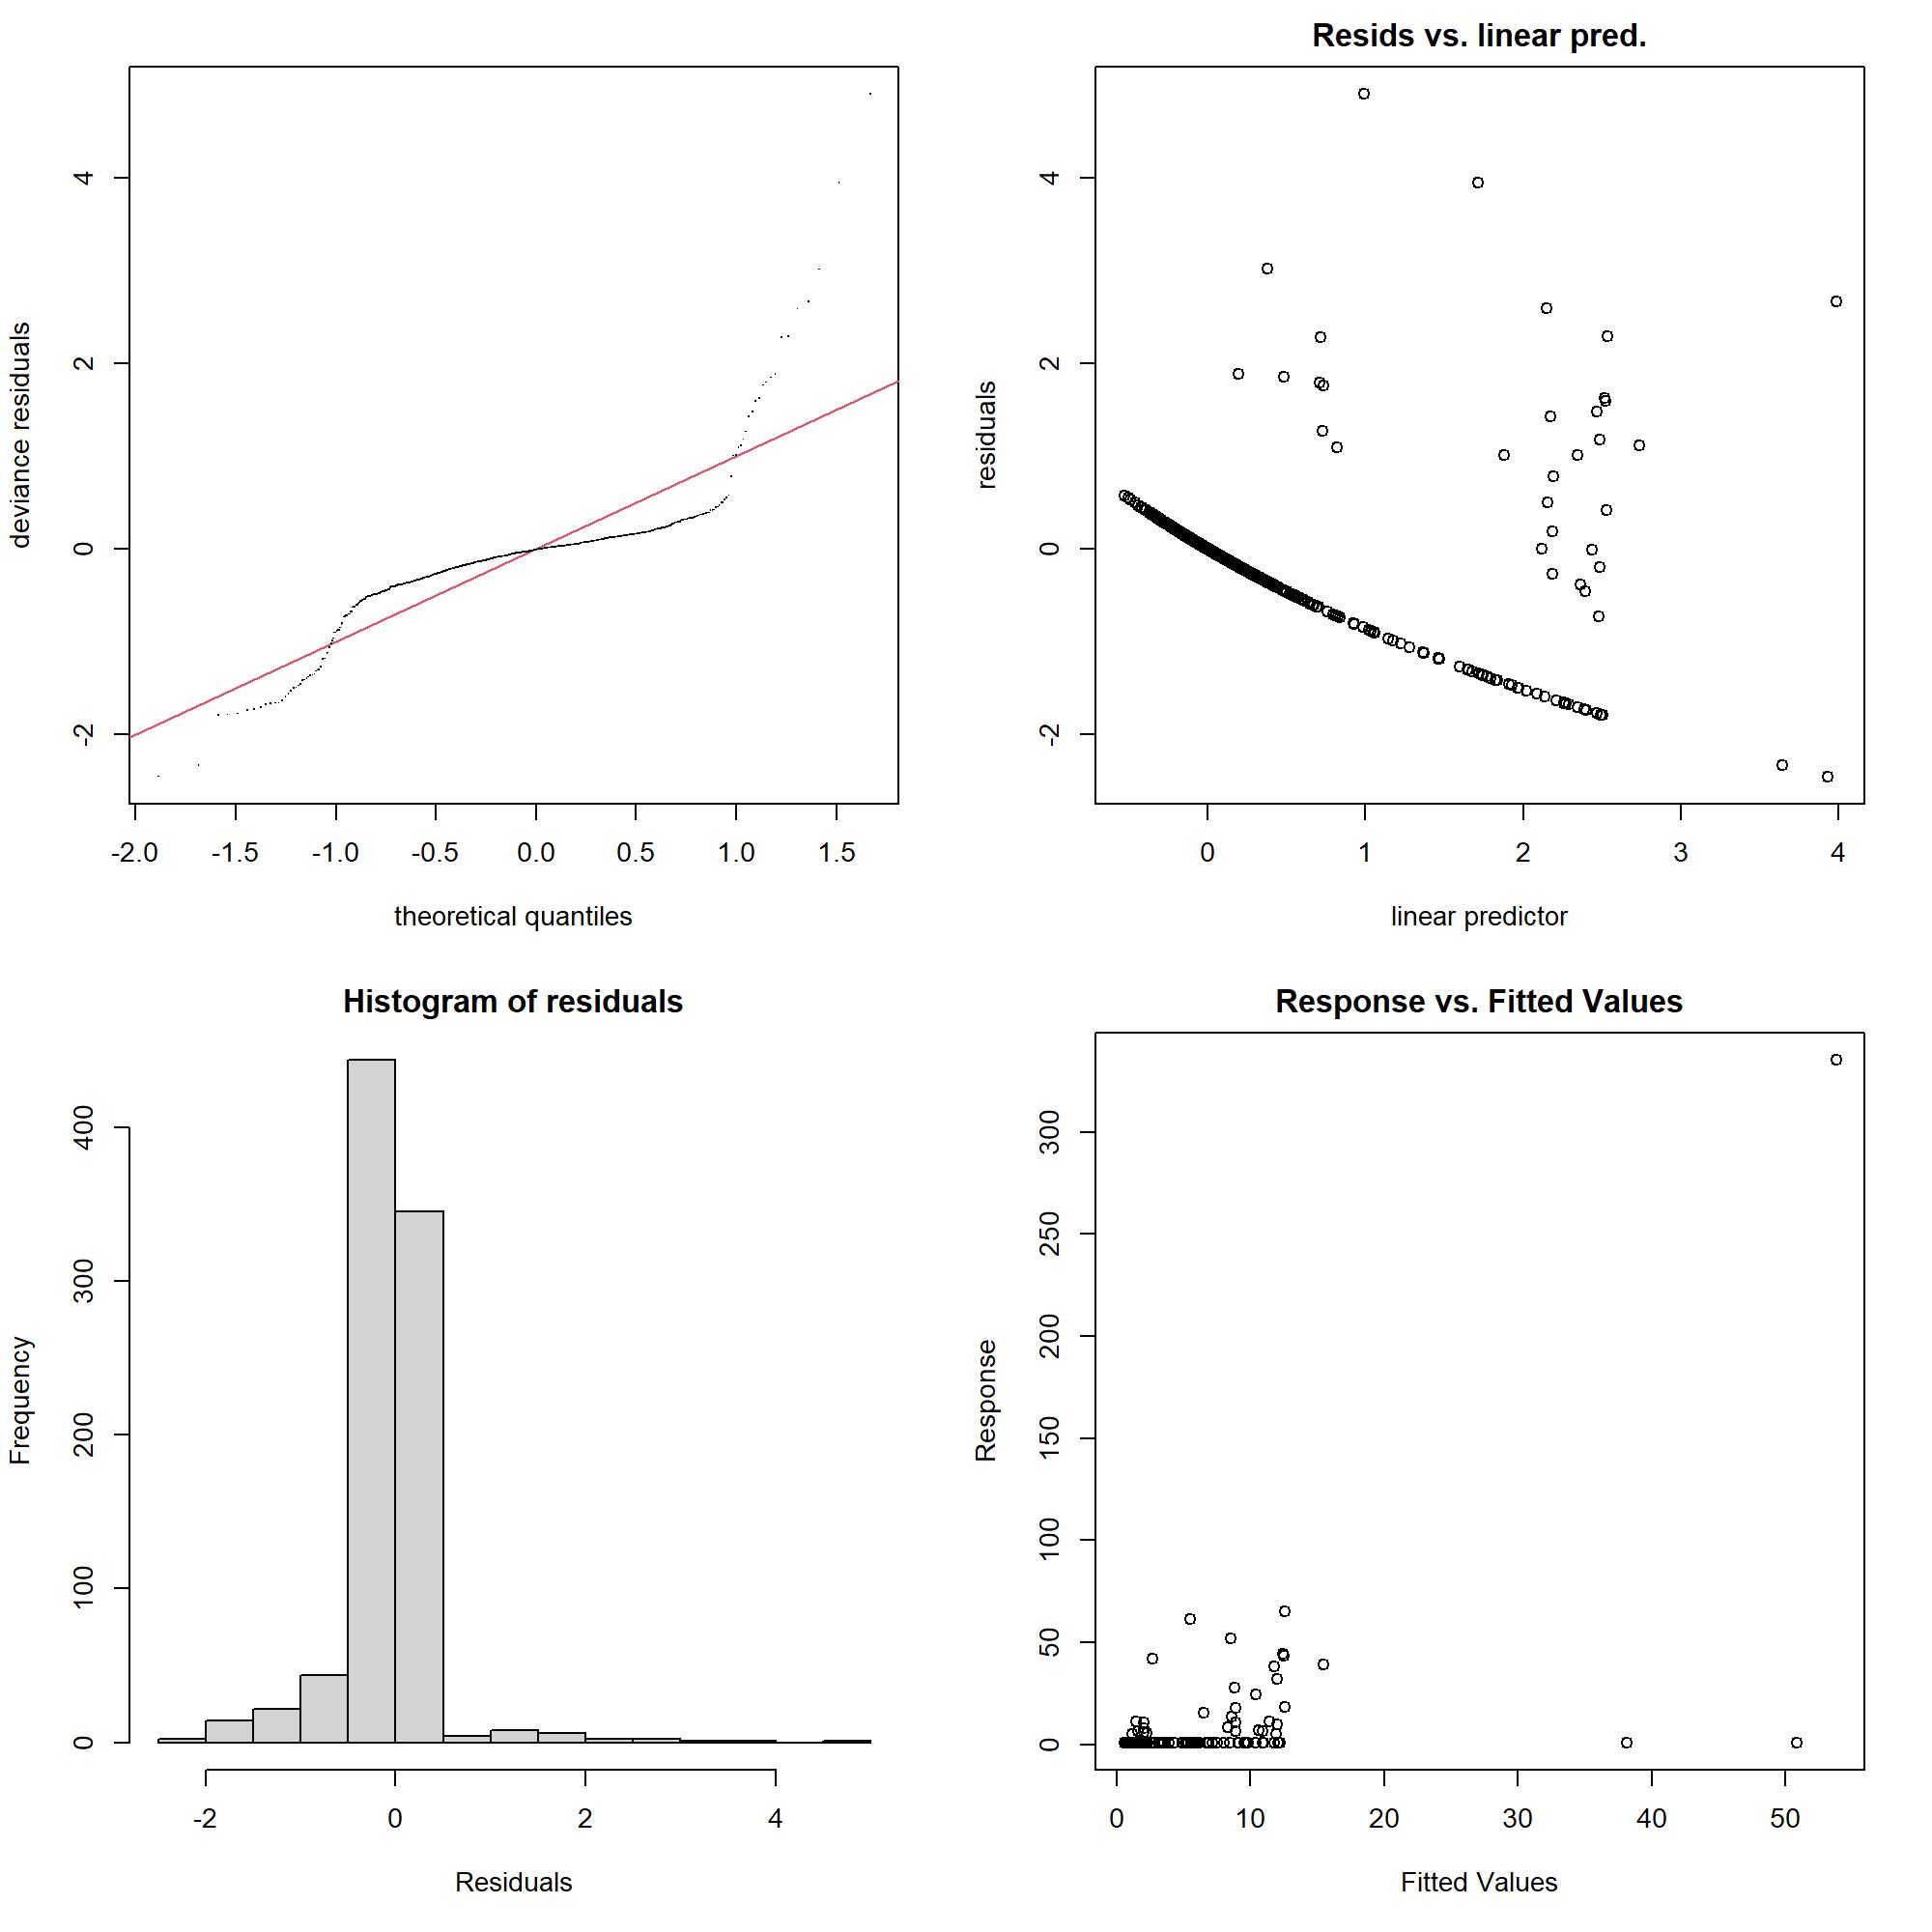 deviance residuals
4
2
0
-2
-2.0 -1.5 -1.0 -0.5 0.0 0.5 1.0 1.5
theoretical quantiles
Resids vs. linear pred.
residuals
4
2
0
-2
0 1 2 3 4
linear predictor
Histogram of residuals
Frequency
400
300
200
100
0
-2 0 2 4
Residuals
Response vs. Fitted Values
Response
300
250
200
150
100
50
0
0 10 20 30 40 50
Fitted Values